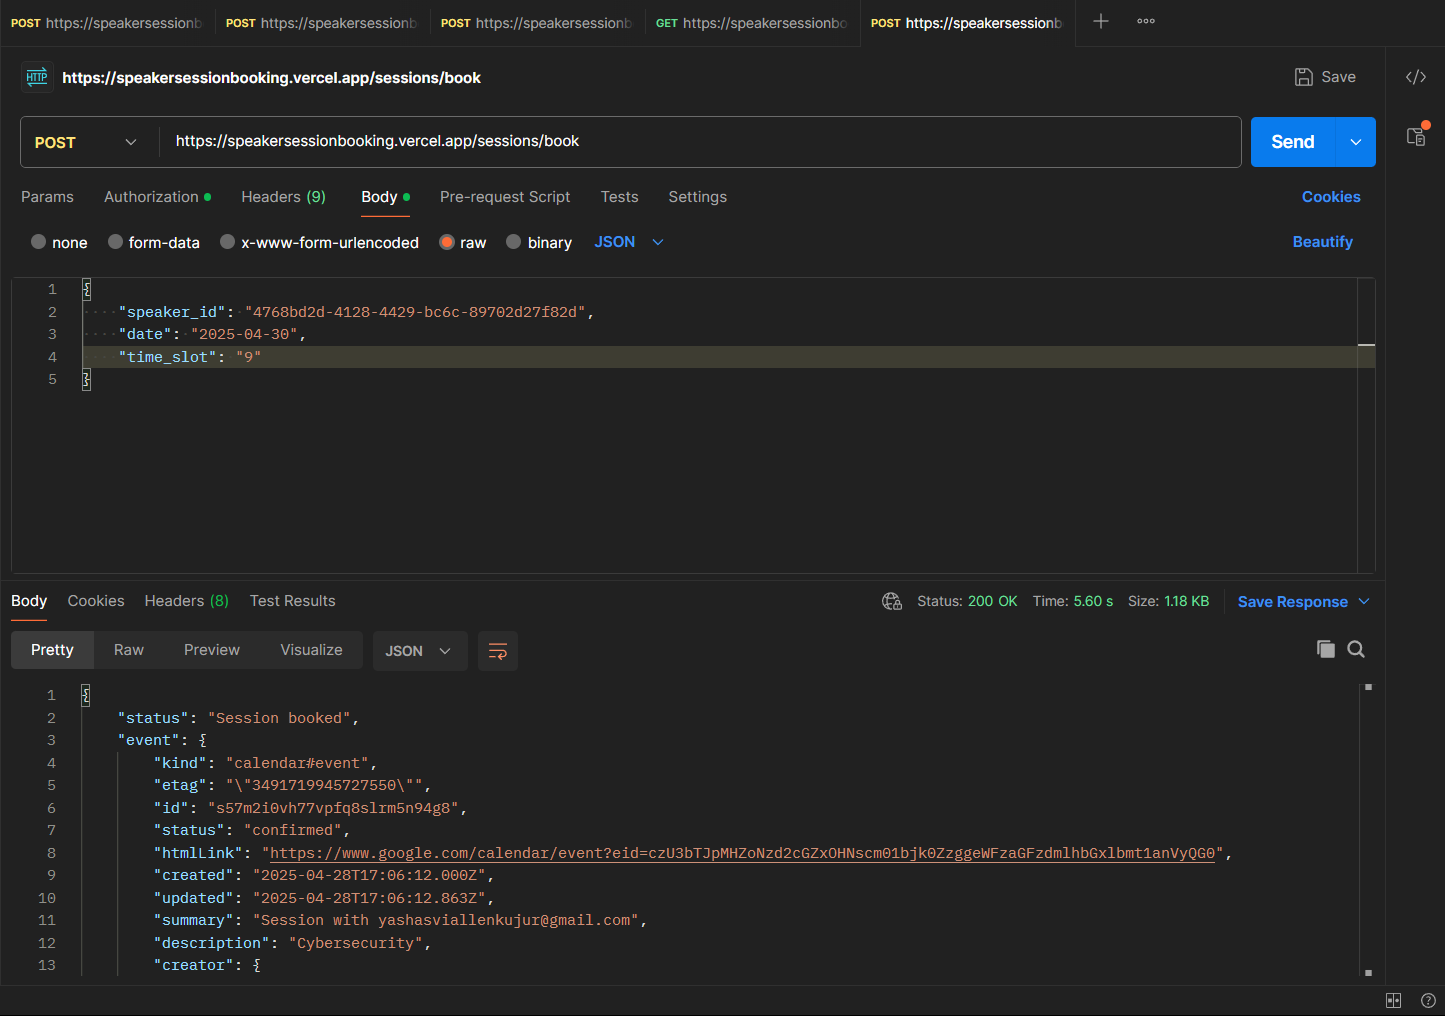 POST https://speakersessionb POST https://speakersessionb POST https://speakersessionb GET https://speakersessionbo POST https://speakersessionb
HTTP https://speakersessionbooking.vercel.app/sessions/book Save
POST https://speakersessionbooking.vercel.app/sessions/book Send
Params Authorization Headers (9) Body Pre-request Script Tests Settings Cookies
none form-data x-www-form-urlencoded raw binary JSON Beautify
1 {
2 "speaker_id": "4768bd2d-4128-4429-bc6c-89702d27f82d",
3 "date": "2025-04-30",
4 "time_slot": "9"
5 }
Body Cookies Headers (8) Test Results Status: 200 OK Time: 5.60 s Size: 1.18 KB Save Response
Pretty Raw Preview Visualize JSON
1 {
2 "status": "Session booked",
3 "event": {
4 "kind": "calendar#event",
5 "etag": "\"3491719945727550\"",
6 "id": "s57m2i0vh77vpfq8slrm5n94g8",
7 "status": "confirmed",
8 "htmlLink": "https://www.google.com/calendar/event?eid=czU3bTJpMHZoNzd2cGZxOHNscm01bjk0ZzggeWFzaGFzdmlhbGxlbmt1anVyQG0",
9 "created": "2025-04-28T17:06:12.000Z",
10 "updated": "2025-04-28T17:06:12.863Z",
11 "summary": "Session with yashasviallenkujur@gmail.com",
12 "description": "Cybersecurity",
13 "creator": {